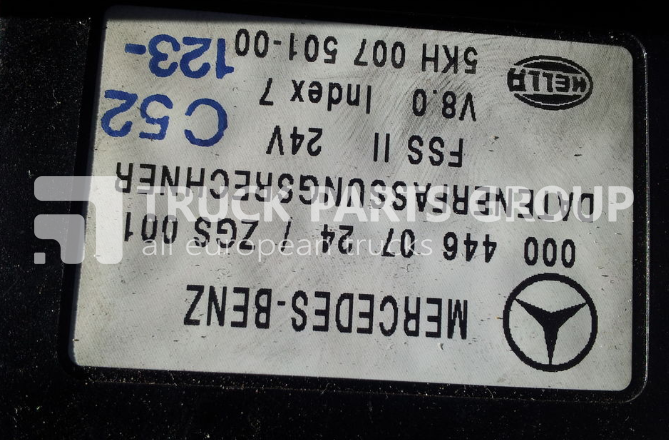 MERCEDES-BENZ
000 446 07 24 / ZGS 001
DATENERFASSUNGSRECHNER
FSS II 24V
V8.0 Index 7
5KH 007 501-00
HELLA
C52
123-
TRUCK PARTS GROUP
all european trucks